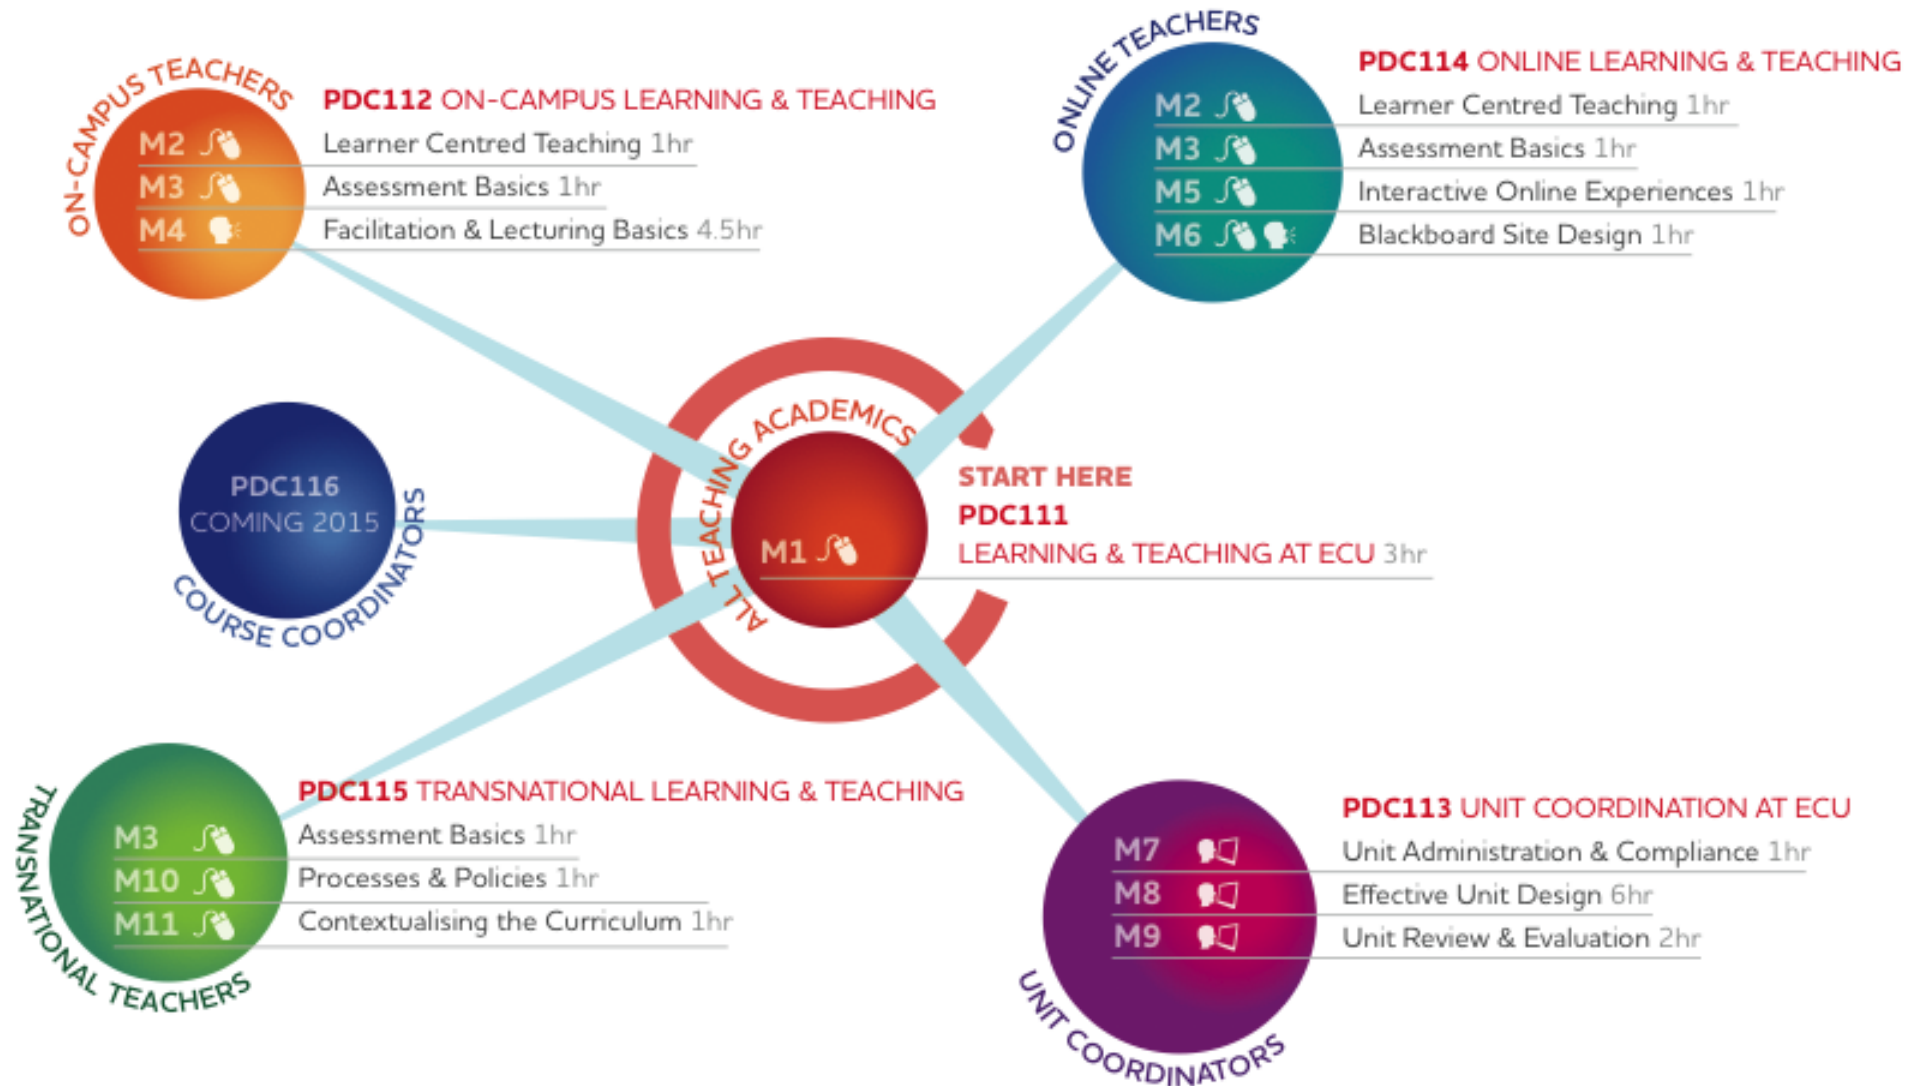 ON-CAMPUS TEACHERS
PDC112 ON-CAMPUS LEARNING & TEACHING
M2 Learner Centred Teaching 1hr
M3 Assessment Basics 1hr
M4 Facilitation & Lecturing Basics 4.5hr
ONLINE TEACHERS
PDC114 ONLINE LEARNING & TEACHING
M2 Learner Centred Teaching 1hr
M3 Assessment Basics 1hr
M5 Interactive Online Experiences 1hr
M6 Blackboard Site Design 1hr
ALL TEACHING ACADEMICS
START HERE
PDC111
M1 LEARNING & TEACHING AT ECU 3hr
PDC116
COMING 2015
COURSE COORDINATORS
TRANSNATIONAL TEACHERS
PDC115 TRANSNATIONAL LEARNING & TEACHING
M3 Assessment Basics 1hr
M10 Processes & Policies 1hr
M11 Contextualising the Curriculum 1hr
PDC113 UNIT COORDINATION AT ECU
M7 Unit Administration & Compliance 1hr
M8 Effective Unit Design 6hr
M9 Unit Review & Evaluation 2hr
UNIT COORDINATORS